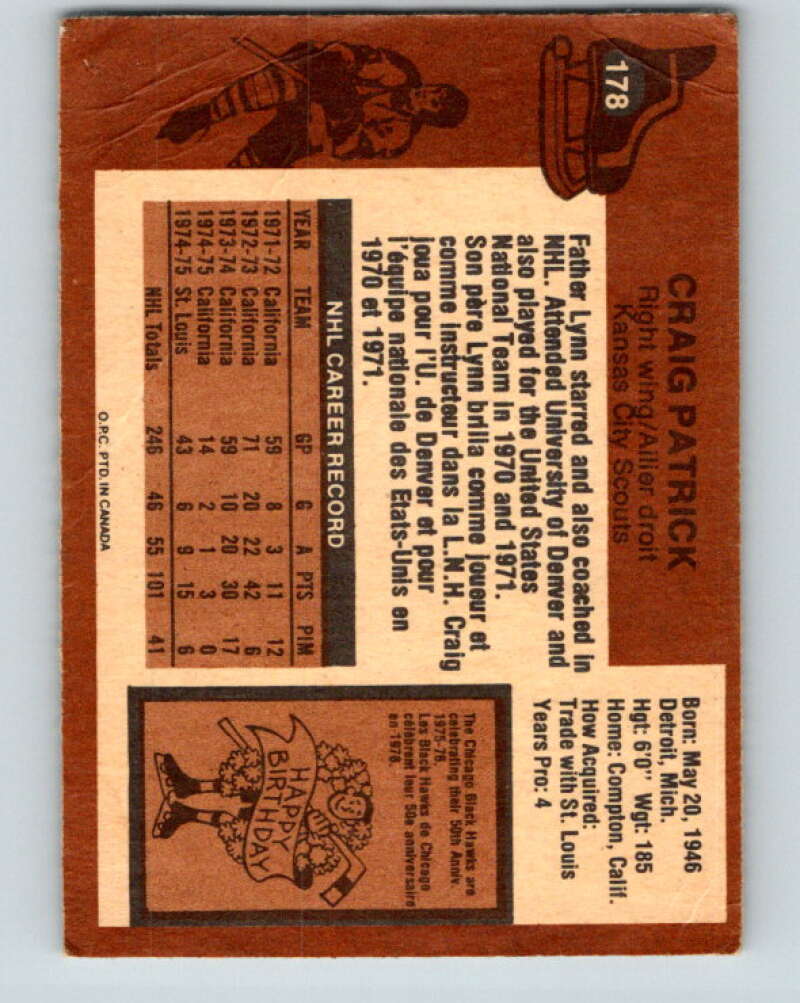 178
CRAIG PATRICK
Right wing/Ailier droit
Kansas City Scouts
Born: May 20, 1946
Detroit, Mich.
Hgt: 6'0" Wgt: 185
Home: Compton, Calif.
How Acquired:
Trade with St. Louis
Years Pro: 4
Father Lynn starred and also coached in
NHL. Attended University of Denver and
also played for the United States
National Team in 1970 and 1971.
Son père Lynn brilla comme joueur et
comme instructeur dans la L.N.H. Craig
joua pour l'U. de Denver et pour
l'équipe nationale des Etats-Unis en
1970 et 1971.
NHL CAREER RECORD
YEAR TEAM GP G A PTS PIM
1971-72 California 59 8 3 11 12
1972-73 California 71 20 22 42 6
1973-74 California 59 10 20 30 17
1974-75 California 14 2 1 3 0
1974-75 St. Louis 43 6 9 15 6
NHL Totals 246 46 55 101 41
The Chicago Black Hawks are
celebrating their 50th Anniv.
1975-76.
Les Black Hawks de Chicago
célèbrent leur 50e anniversaire
en 1976.
HAPPY
BIRTHDAY
O.P.C. PTD. IN CANADA